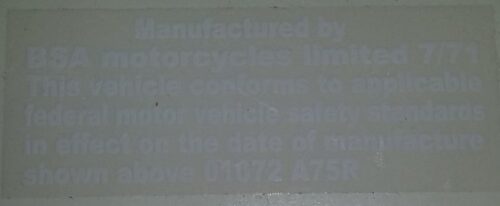 Manufactured by
BSA motorcycles limited 7/71
This vehicle conforms to applicable
federal motor vehicle safety standards
in effect on the date of manufacture
shown above 01072 A75R